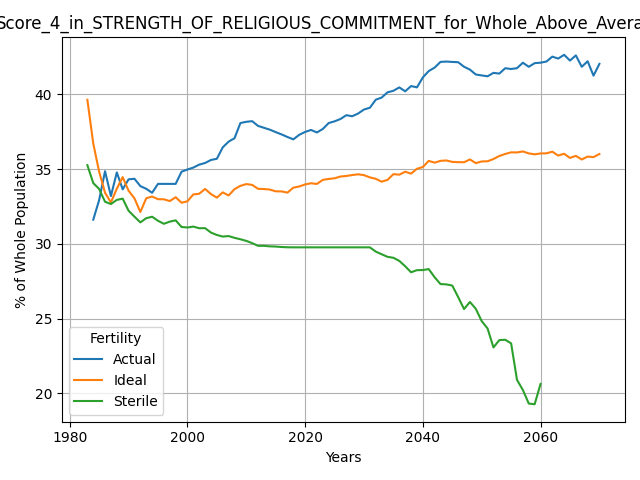 Score_4_in_STRENGTH_OF_RELIGIOUS_COMMITMENT_for_Whole_Above_Avera
% of Whole Population
40
35
30
25
20
Fertility
Actual
Ideal
Sterile
1980
2000
2020
2040
2060
Years